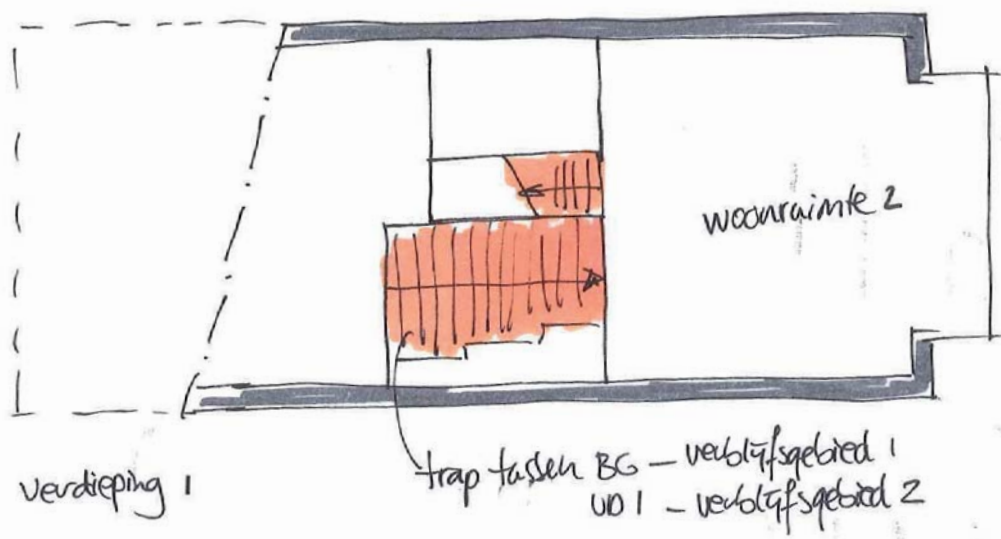 woonruimte 2
verdieping 1
trap tussen BG – verblijfsgebied 1
VD 1 – verblijfsgebied 2